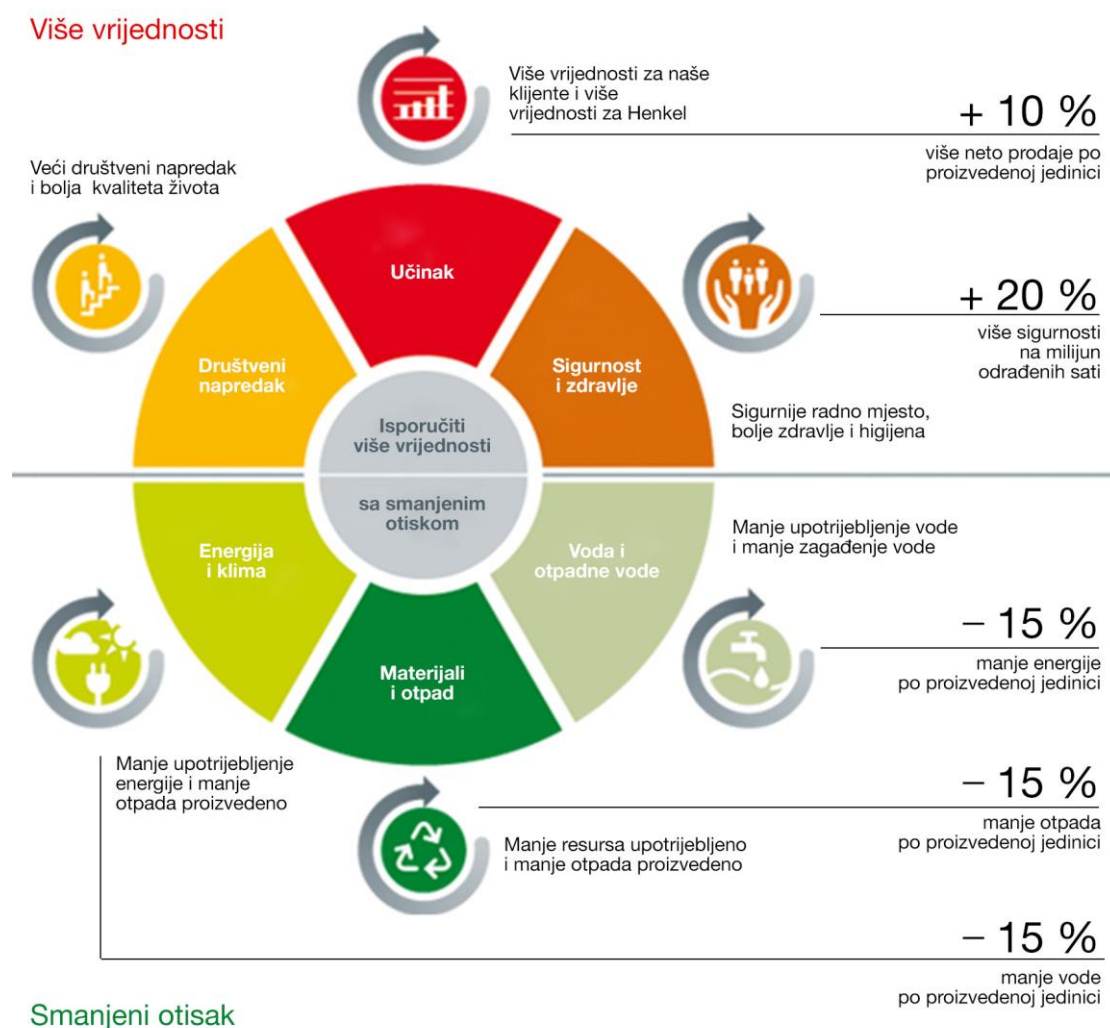 Više vrijednosti
Više vrijednosti za naše
klijente i više
vrijednosti za Henkel
+ 10 %
više neto prodaje po
proizvedenoj jedinici
Veći društveni napredak
i bolja kvaliteta života
Učinak
Društveni
napredak
Sigurnost
i zdravlje
+ 20 %
više sigurnosti
na milijun
odrađenih sati
Sigurnije radno mjesto,
bolje zdravlje i higijena
Isporučiti
više vrijednosti
sa smanjenim
otiskom
Energija
i klima
Voda i
otpadne vode
Manje upotrijebljenje vode
i manje zagađenje vode
– 15 %
manje energije
po proizvedenoj jedinici
Materijali
i otpad
Manje upotrijebljenje
energije i manje
otpada proizvedeno
– 15 %
manje otpada
po proizvedenoj jedinici
Manje resursa upotrijebljeno
i manje otpada proizvedeno
– 15 %
manje vode
po proizvedenoj jedinici
Smanjeni otisak